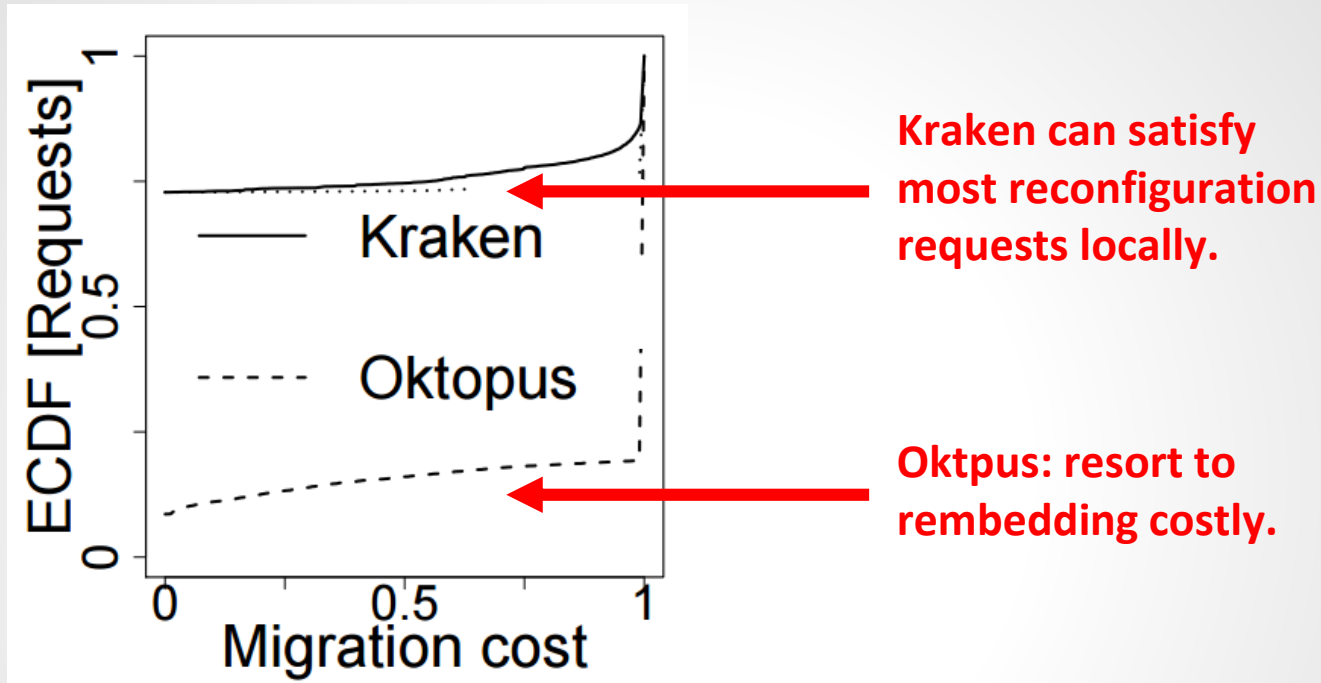 ECDF [Requests]
1
0.5
0
Kraken
Oktopus
0
0.5
1
Migration cost
Kraken can satisfy
most reconfiguration
requests locally.
Oktpus: resort to
rembedding costly.